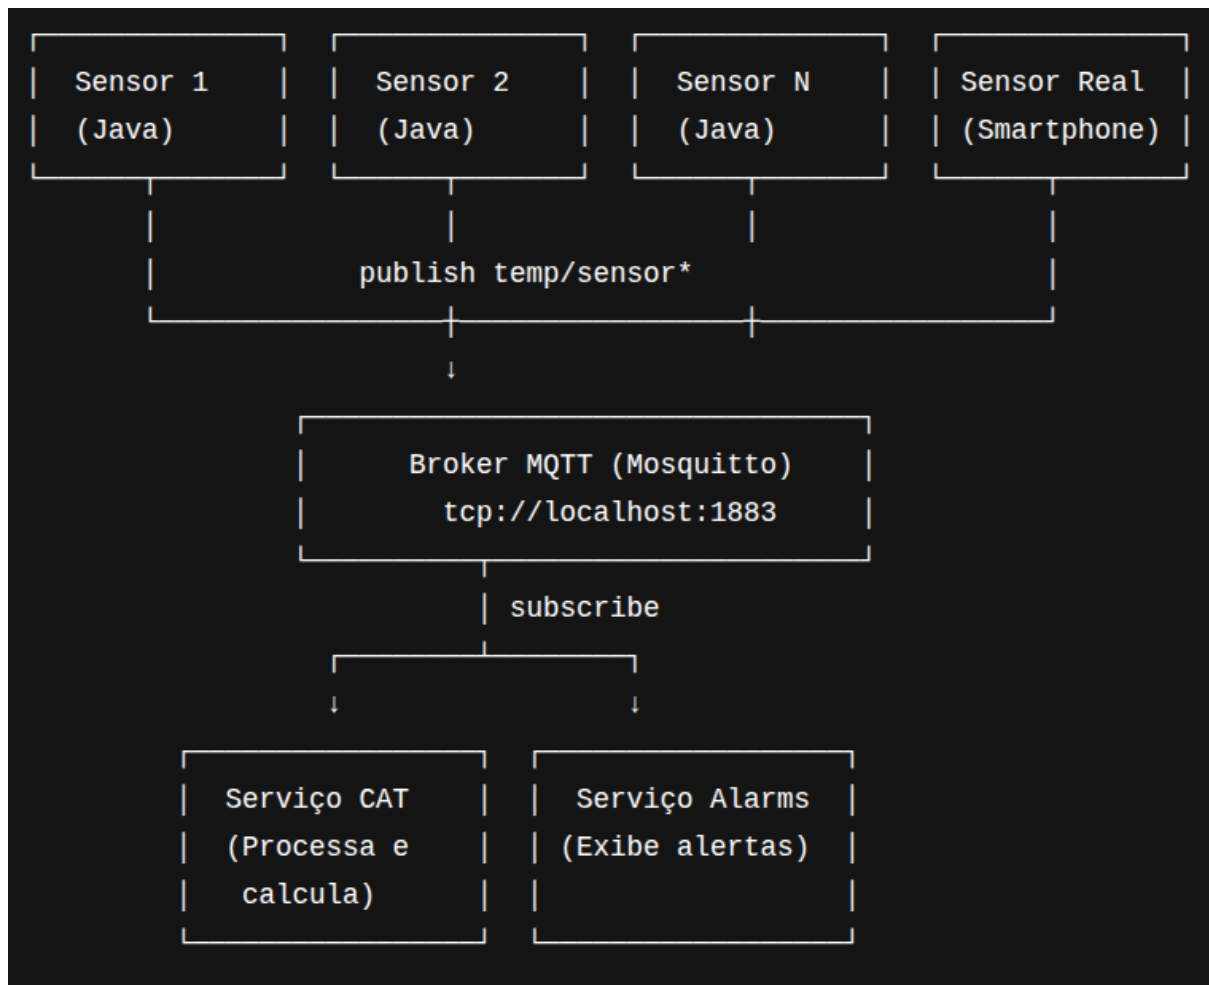 Sensor 1 Sensor 2 Sensor N Sensor Real
(Java) (Java) (Java) (Smartphone)
publish temp/sensor*
Broker MQTT (Mosquitto)
tcp://localhost:1883
subscribe
Serviço CAT Serviço Alarms
(Processa e (Exibe alertas)
calcula)